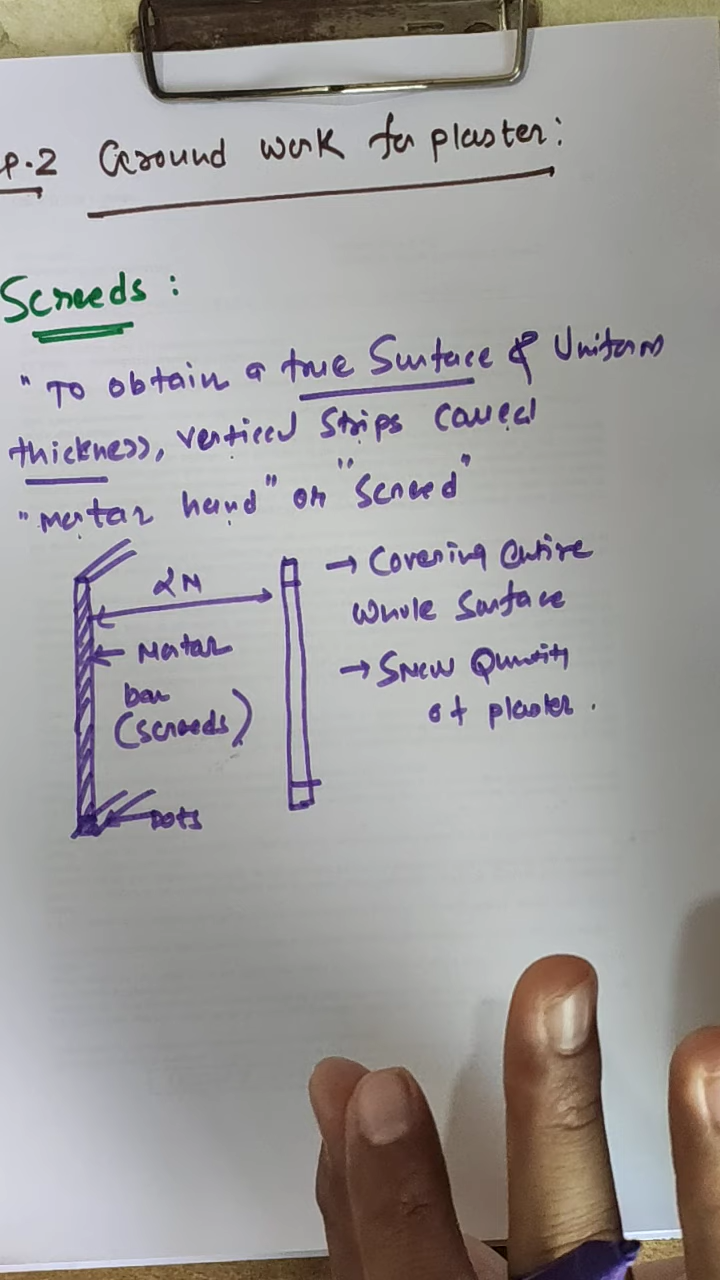 p.2 Ground work for plaster:
Screeds :
"To obtain a true Surface & Uniform
thickness, vertical Strips called
"Mortar band" or "Screed"
2M
→ Covering entire
whole Surface
← Mortar
bar
(screeds)
→ Quantity
of plaster.
← Dots